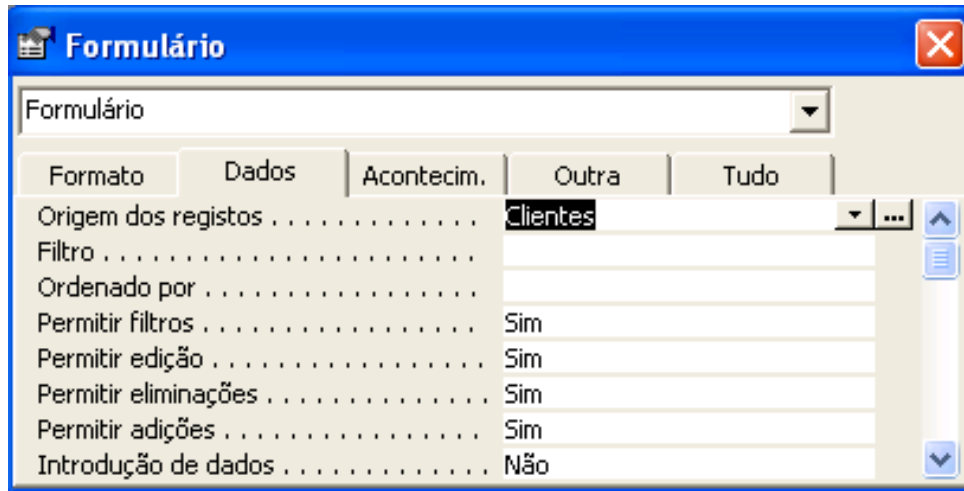 Formulário
Formulário
Formato Dados Acontecim. Outra Tudo
Origem dos registos . . . . . . . . . . . . . Clientes ...
Filtro . . . . . . . . . . . . . . . . . . . . . . .
Ordenado por . . . . . . . . . . . . . . . . .
Permitir filtros . . . . . . . . . . . . . . . . . Sim
Permitir edição . . . . . . . . . . . . . . . . Sim
Permitir eliminações . . . . . . . . . . . . . . Sim
Permitir adições . . . . . . . . . . . . . . . . Sim
Introdução de dados . . . . . . . . . . . . . Não